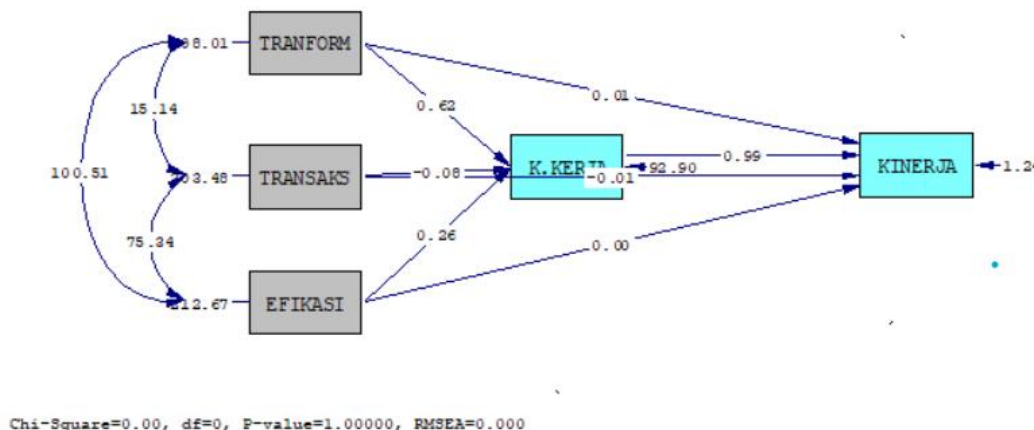 TRANFORM
0.01
15.14
0.62
100.51
TRANSAKS
-0.08
K.KERJA
92.90
0.99
-0.01
KINERJA
75.34
0.26
0.00
EFIKASI
Chi-Square=0.00, df=0, P-value=1.00000, RMSEA=0.000